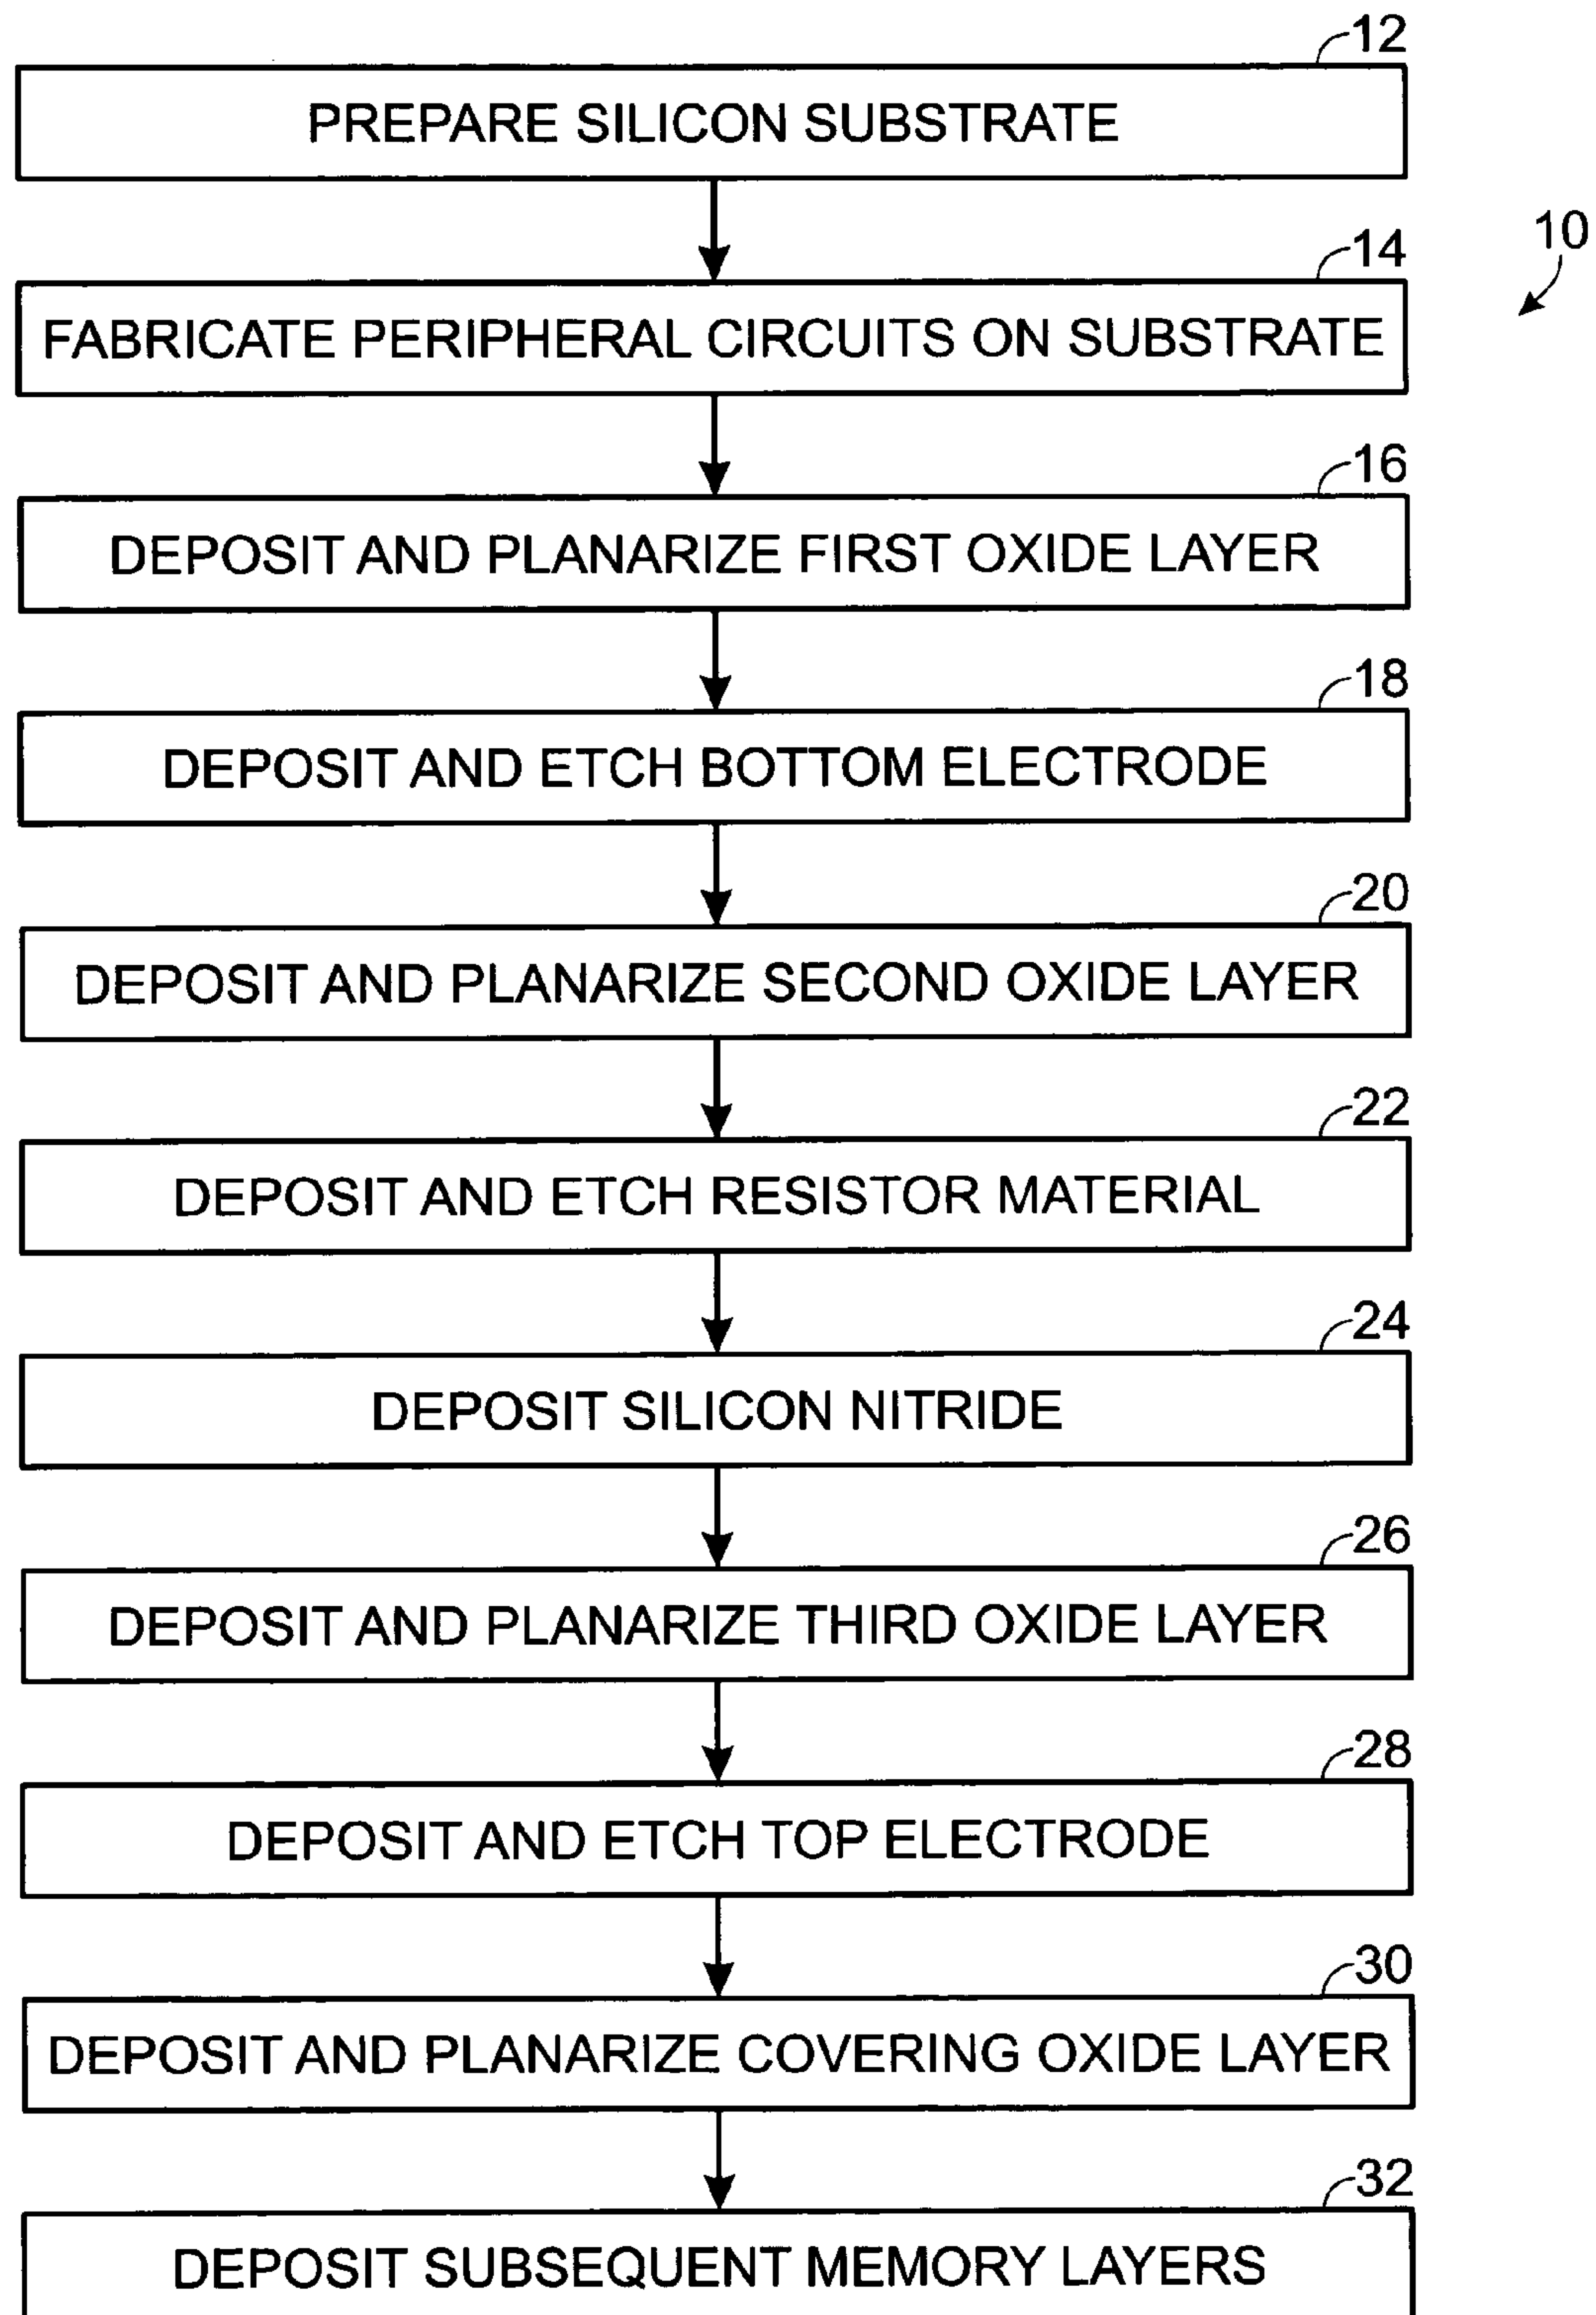 12
PREPARE SILICON SUBSTRATE
10
14
FABRICATE PERIPHERAL CIRCUITS ON SUBSTRATE
16
DEPOSIT AND PLANARIZE FIRST OXIDE LAYER
18
DEPOSIT AND ETCH BOTTOM ELECTRODE
20
DEPOSIT AND PLANARIZE SECOND OXIDE LAYER
22
DEPOSIT AND ETCH RESISTOR MATERIAL
24
DEPOSIT SILICON NITRIDE
26
DEPOSIT AND PLANARIZE THIRD OXIDE LAYER
28
DEPOSIT AND ETCH TOP ELECTRODE
30
DEPOSIT AND PLANARIZE COVERING OXIDE LAYER
32
DEPOSIT SUBSEQUENT MEMORY LAYERS